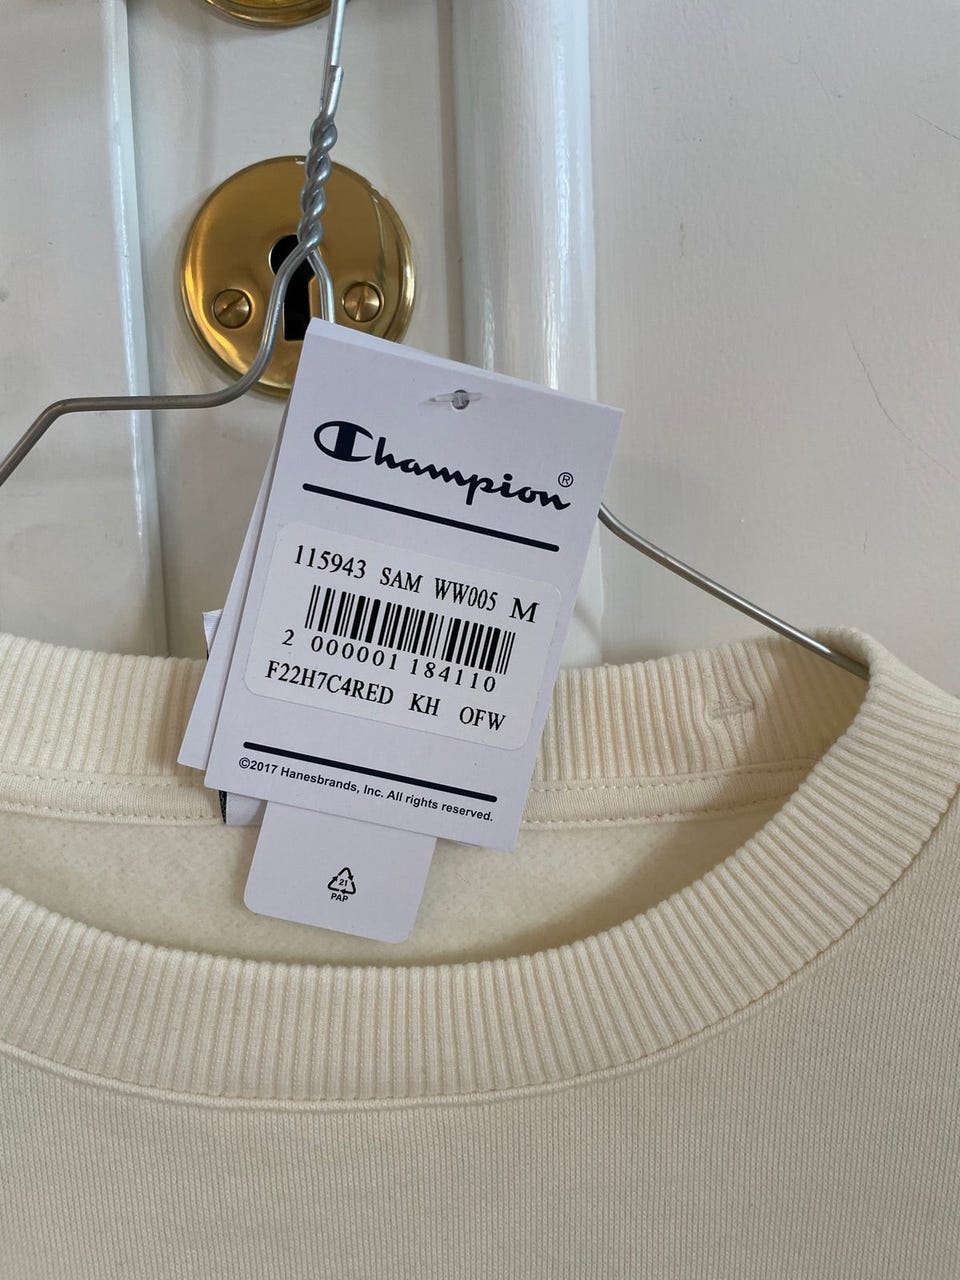 Champion®
115943 SAM WW005 M
2 000001 184110
F22H7C4RED KH OFW
©2017 Hanesbrands, Inc. All rights reserved.
21
PAP